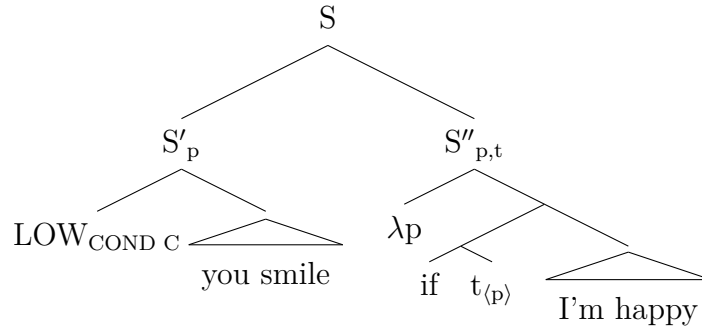 S
S′p S″p,t
LOWCOND C you smile λp
if t⟨p⟩ I'm happy